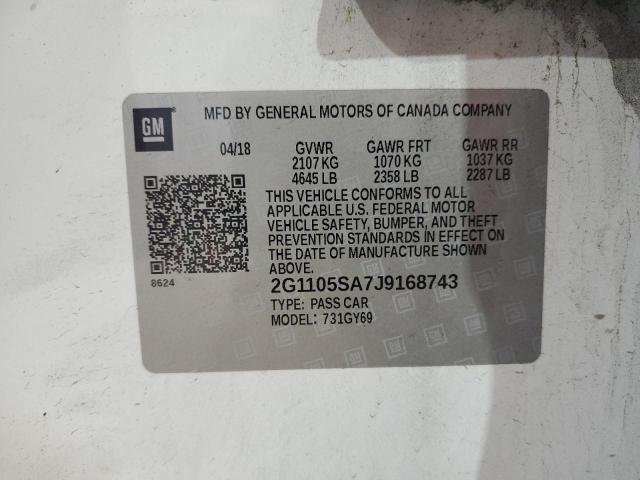 GM
MFD BY GENERAL MOTORS OF CANADA COMPANY
04/18 GVWR GAWR FRT GAWR RR
2107 KG 1070 KG 1037 KG
4645 LB 2358 LB 2287 LB
THIS VEHICLE CONFORMS TO ALL
APPLICABLE U.S. FEDERAL MOTOR
VEHICLE SAFETY, BUMPER, AND THEFT
PREVENTION STANDARDS IN EFFECT ON
THE DATE OF MANUFACTURE SHOWN
ABOVE.
8624
2G1105SA7J9168743
TYPE: PASS CAR
MODEL: 731GY69